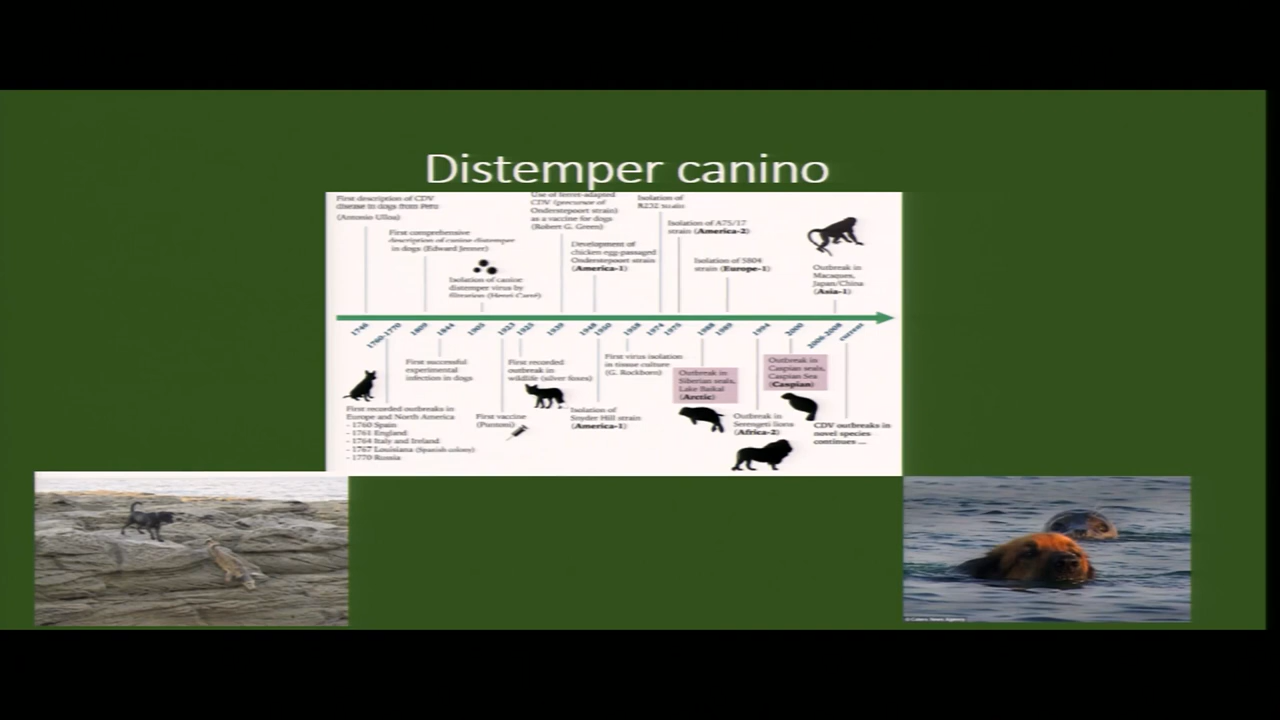 Distemper canino
First description of CDV
disease in dogs from Peru
(Antonio Ulloa)
First comprehensive
description of canine distemper
in dogs (Edward Jenner)
Isolation of canine
distemper virus by
filtration (Henri Carré)
Use of ferret-adapted
CDV (precursor of
Onderstepoort strain)
as a vaccine for dogs
(Robert G. Green)
Development of
chicken egg-passaged
Onderstepoort strain
(America-1)
Isolation of
R252 strain
Isolation of A75/17
strain (America-2)
Isolation of 5804
strain (Europe-1)
Outbreak in
Macaques,
Japan/China
(Asia-1)
1746
1760-1770
1809
1844
1905
1923
1925
1939
1948
1950
1958
1974
1975
1988
1989
1994
2000
2006-2008
current
First recorded outbreaks in
Europe and North America
- 1760 Spain
- 1761 England
- 1764 Italy and Ireland
- 1767 Louisiana (Spanish colony)
- 1770 Russia
First successful
experimental
infection in dogs
First vaccine
(Puntoni)
First recorded
outbreak in
wildlife (silver foxes)
Isolation of
Snyder Hill strain
(America-1)
First virus isolation
in tissue culture
(G. Rockborn)
Outbreak in
Siberian seals,
Lake Baikal
(Arctic)
Outbreak in
Serengeti lions
(Africa-2)
Outbreak in
Caspian seals,
Caspian Sea
(Caspian)
CDV outbreaks in
novel species
continues ...